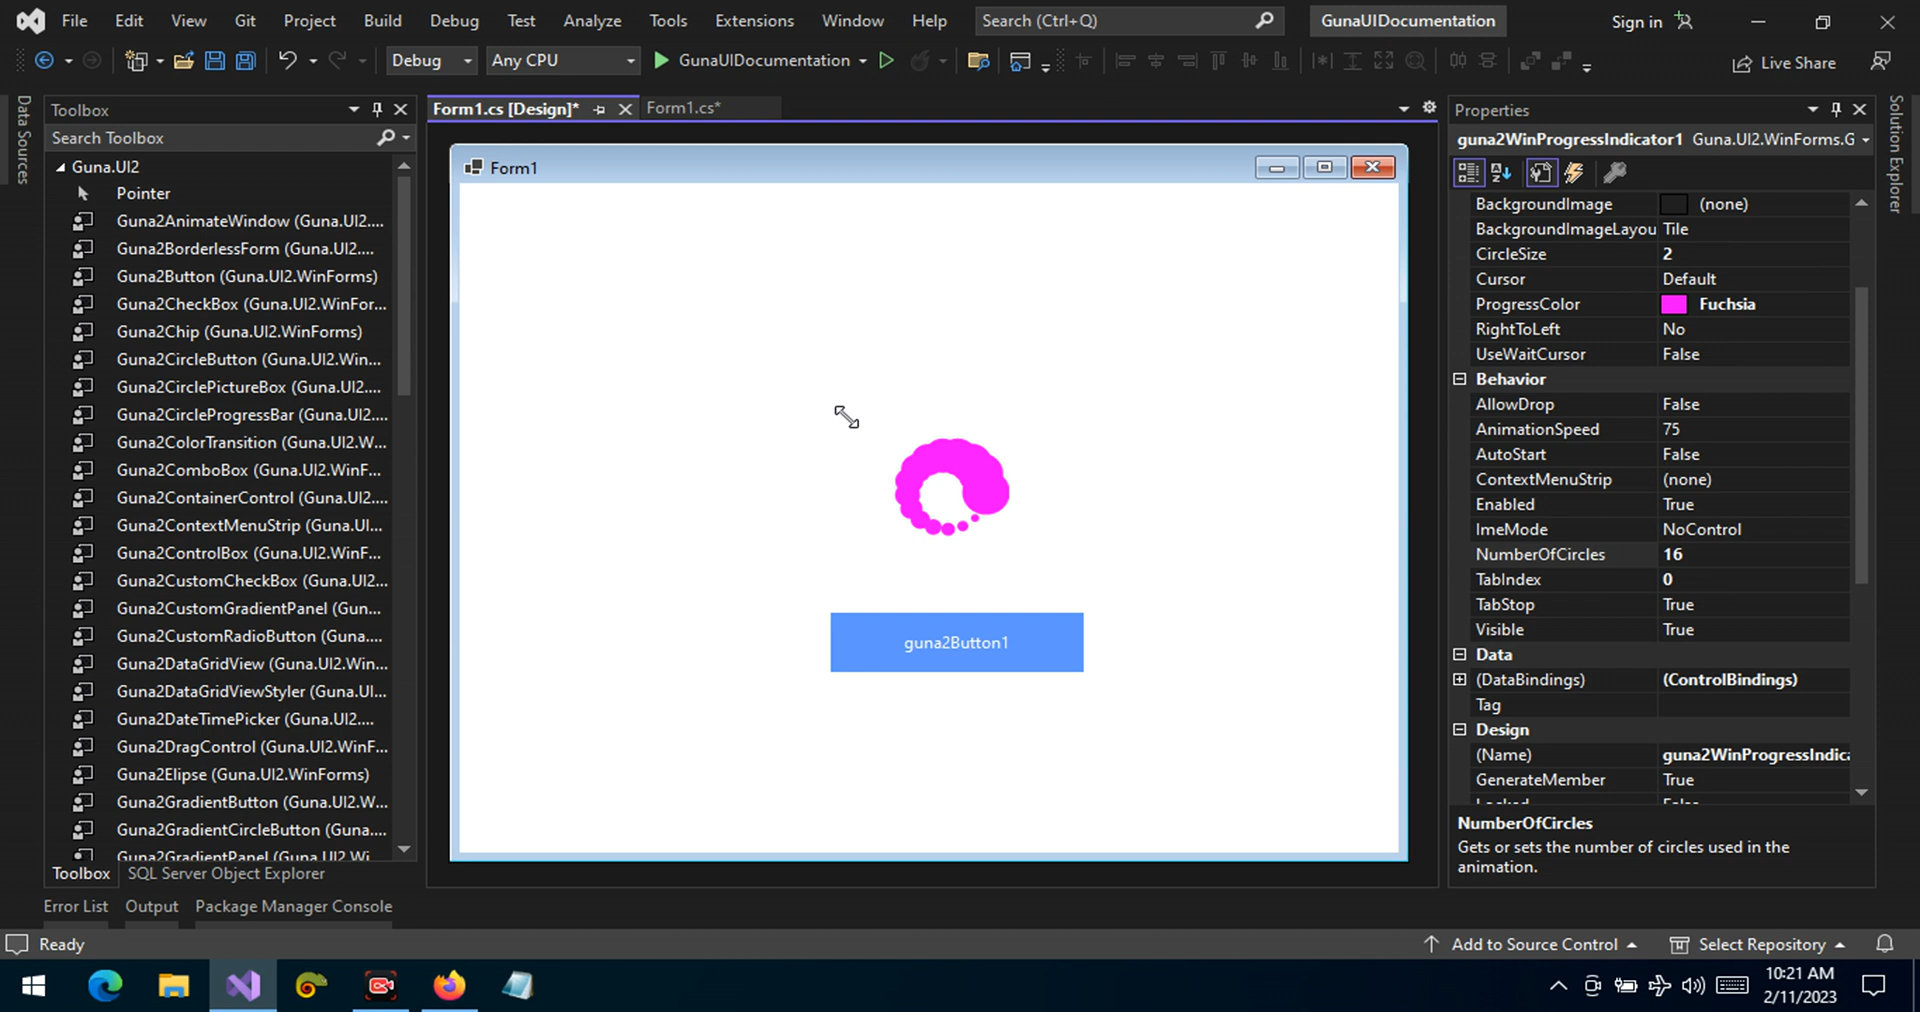 File Edit View Git Project Build Debug Test Analyze Tools Extensions Window Help Search (Ctrl+Q) GunaUIDocumentation Sign in
Debug Any CPU GunaUIDocumentation Live Share
Data Sources
Toolbox
Search Toolbox
Guna.UI2
Pointer
Guna2AnimateWindow (Guna.UI2....
Guna2BorderlessForm (Guna.UI2....
Guna2Button (Guna.UI2.WinForms)
Guna2CheckBox (Guna.UI2.WinFor...
Guna2Chip (Guna.UI2.WinForms)
Guna2CircleButton (Guna.UI2.Win...
Guna2CirclePictureBox (Guna.UI2....
Guna2CircleProgressBar (Guna.UI2...
Guna2ColorTransition (Guna.UI2.W...
Guna2ComboBox (Guna.UI2.WinF...
Guna2ContainerControl (Guna.UI2...
Guna2ContextMenuStrip (Guna.UI...
Guna2ControlBox (Guna.UI2.WinF...
Guna2CustomCheckBox (Guna.UI2...
Guna2CustomGradientPanel (Gun...
Guna2CustomRadioButton (Guna....
Guna2DataGridView (Guna.UI2.Win...
Guna2DataGridViewStyler (Guna.UI...
Guna2DateTimePicker (Guna.UI2....
Guna2DragControl (Guna.UI2.WinF...
Guna2Elipse (Guna.UI2.WinForms)
Guna2GradientButton (Guna.UI2.W...
Guna2GradientCircleButton (Guna....
Guna2GradientPanel (Guna.UI2.Wi
Toolbox SQL Server Object Explorer
Form1.cs [Design]* Form1.cs*
Form1
guna2Button1
Properties
guna2WinProgressIndicator1 Guna.UI2.WinForms.G
BackgroundImage (none)
BackgroundImageLayou Tile
CircleSize 2
Cursor Default
ProgressColor Fuchsia
RightToLeft No
UseWaitCursor False
Behavior
AllowDrop False
AnimationSpeed 75
AutoStart False
ContextMenuStrip (none)
Enabled True
ImeMode NoControl
NumberOfCircles 16
TabIndex 0
TabStop True
Visible True
Data
(DataBindings) (ControlBindings)
Tag
Design
(Name) guna2WinProgressIndica
GenerateMember True
Locked False
NumberOfCircles
Gets or sets the number of circles used in the
animation.
Solution Explorer
Error List Output Package Manager Console
Ready Add to Source Control Select Repository
10:21 AM
2/11/2023